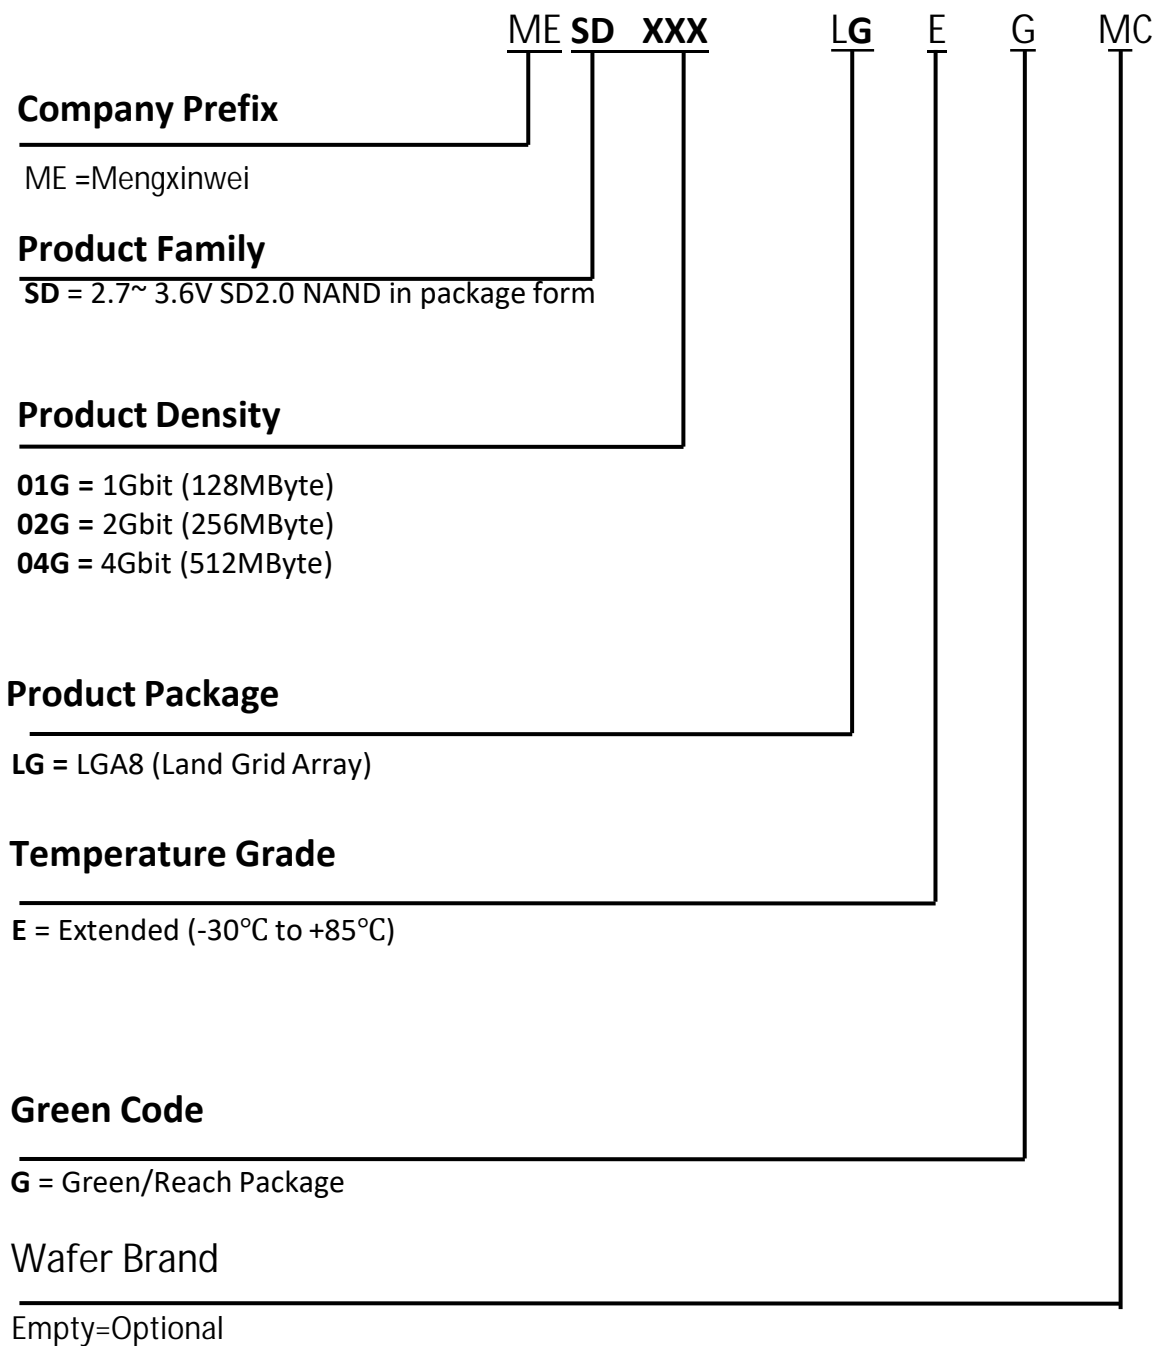 ME SD XXX LG E G MC
Company Prefix
ME =Mengxinwei
Product Family
SD = 2.7~ 3.6V SD2.0 NAND in package form
Product Density
01G = 1Gbit (128MByte)
02G = 2Gbit (256MByte)
04G = 4Gbit (512MByte)
Product Package
LG = LGA8 (Land Grid Array)
Temperature Grade
E = Extended (-30℃ to +85℃)
Green Code
G = Green/Reach Package
Wafer Brand
Empty=Optional